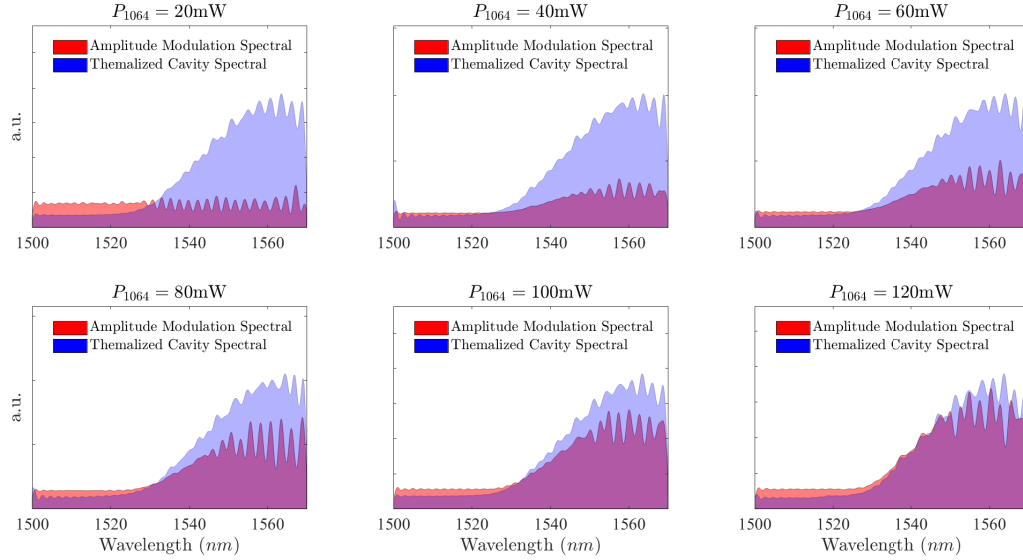 P1064 = 20mW
P1064 = 40mW
P1064 = 60mW
Amplitude Modulation Spectral
Themalized Cavity Spectral
Amplitude Modulation Spectral
Themalized Cavity Spectral
Amplitude Modulation Spectral
Themalized Cavity Spectral
a.u.
1500 1520 1540 1560
1500 1520 1540 1560
1500 1520 1540 1560
P1064 = 80mW
P1064 = 100mW
P1064 = 120mW
Amplitude Modulation Spectral
Themalized Cavity Spectral
Amplitude Modulation Spectral
Themalized Cavity Spectral
Amplitude Modulation Spectral
Themalized Cavity Spectral
a.u.
1500 1520 1540 1560
1500 1520 1540 1560
1500 1520 1540 1560
Wavelength (nm)
Wavelength (nm)
Wavelength (nm)